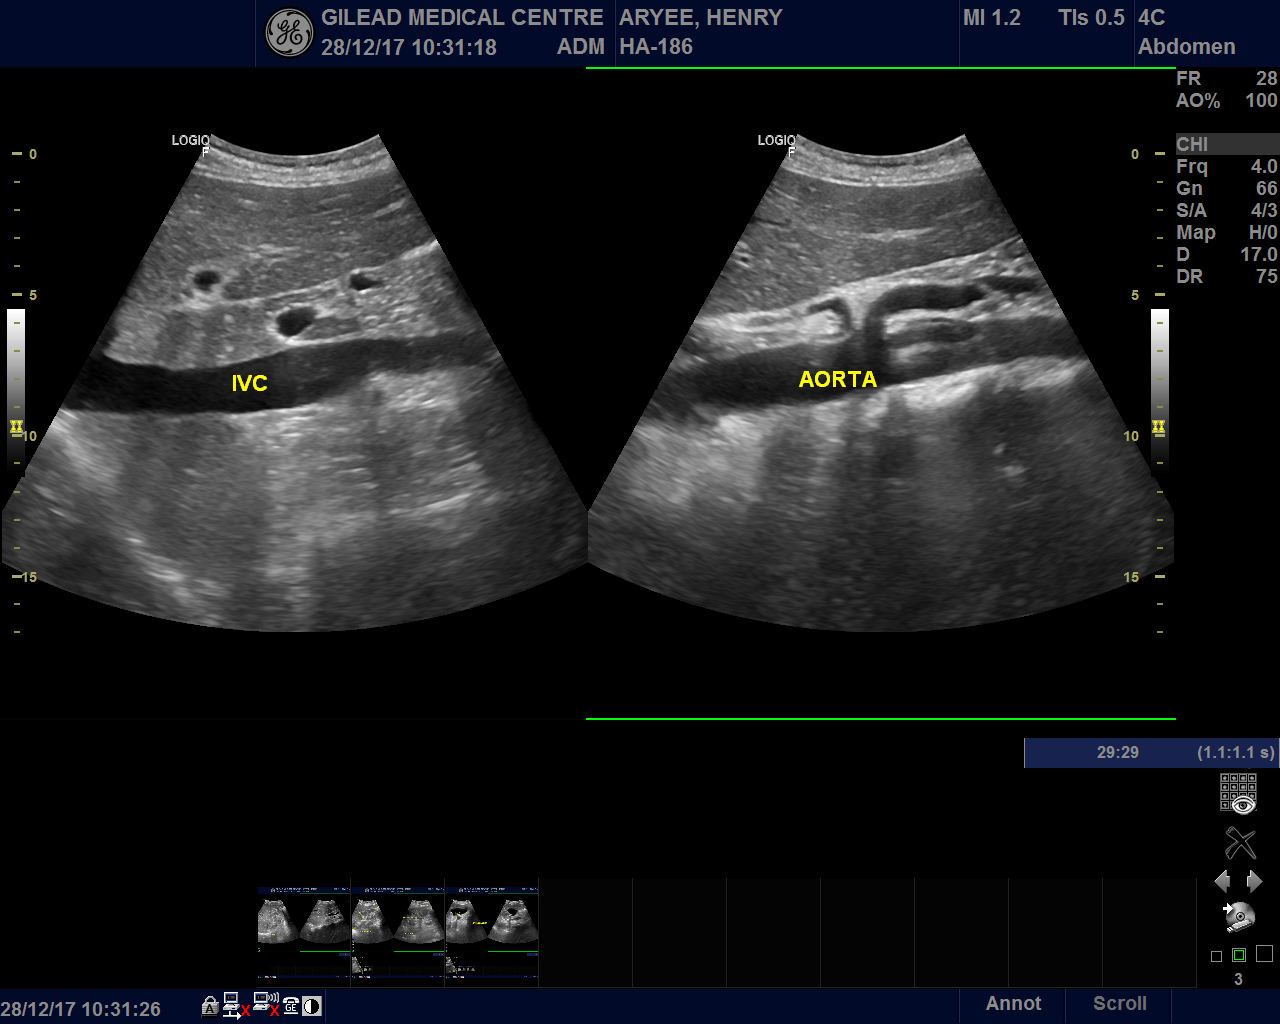 GILEAD MEDICAL CENTRE
28/12/17 10:31:18 ADM
ARYEE, HENRY
HA-186
MI 1.2 TIs 0.5
4C
Abdomen
FR 28
AO% 100
CHI
Frq 4.0
Gn 66
S/A 4/3
Map H/0
D 17.0
DR 75
LOGIQ
F
0
5
10
15
IVC
LOGIQ
F
0
5
10
15
AORTA
29:29 (1.1:1.1 s)
3
28/12/17 10:31:26
Annot
Scroll